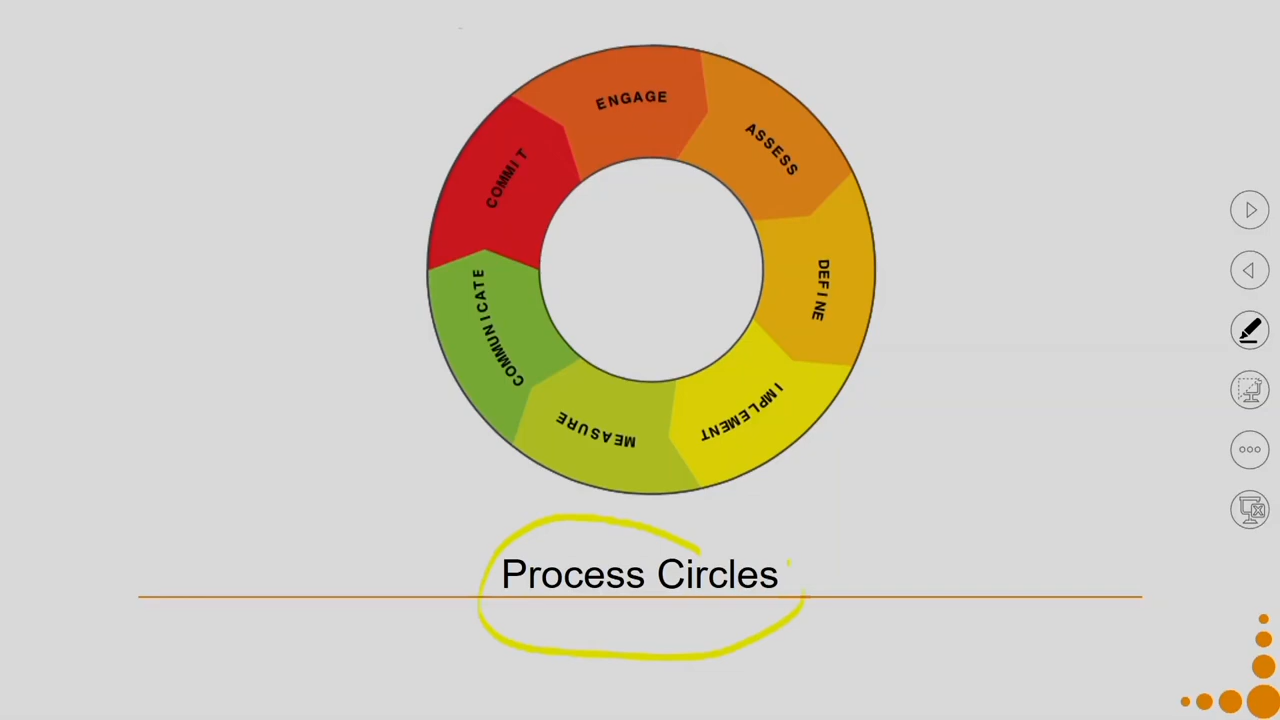 ENGAGE
ASSESS
DEFINE
IMPLEMENT
MEASURE
COMMUNICATE
COMMIT
Process Circles